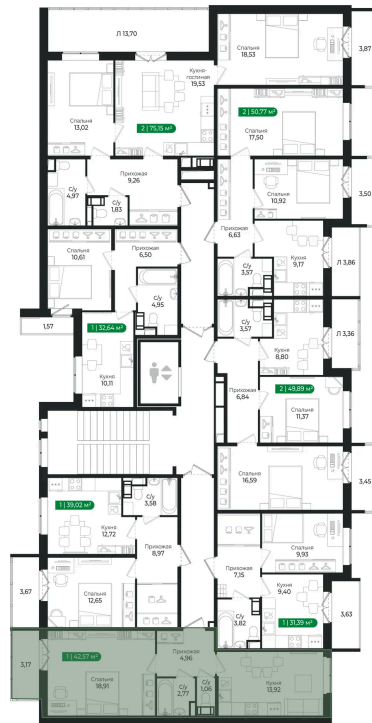 Л 13,70
Спальня
18,53
3,87
Кухня-
гостиная
19,53
Спальня
13,02
2 | 75,15 м²
2 | 50,77 м²
Спальня
17,50
Прихожая
9,26
С/у
4,97
С/у
1,83
Спальня
10,92
3,50
Прихожая
6,63
Прихожая
6,50
Спальня
10,61
С/у
3,57
Кухня
9,17
Л 3,86
С/у
4,95
1,57
1 | 32,64 м²
С/у
3,57
Кухня
8,80
Л 3,36
Кухня
10,11
Прихожая
6,84
2 | 49,89 м²
Спальня
11,37
Спальня
16,59
3,45
1 | 39,02 м²
С/у
3,58
Кухня
12,72
Прихожая
8,97
Спальня
9,93
Прихожая
7,15
3,67
Спальня
12,65
Кухня
9,40
С/у
3,82
1 | 31,39 м²
3,63
3,17
1 | 42,57 м²
Спальня
18,91
Прихожая
4,96
С/у
2,77
С/у
1,06
Кухня
13,92